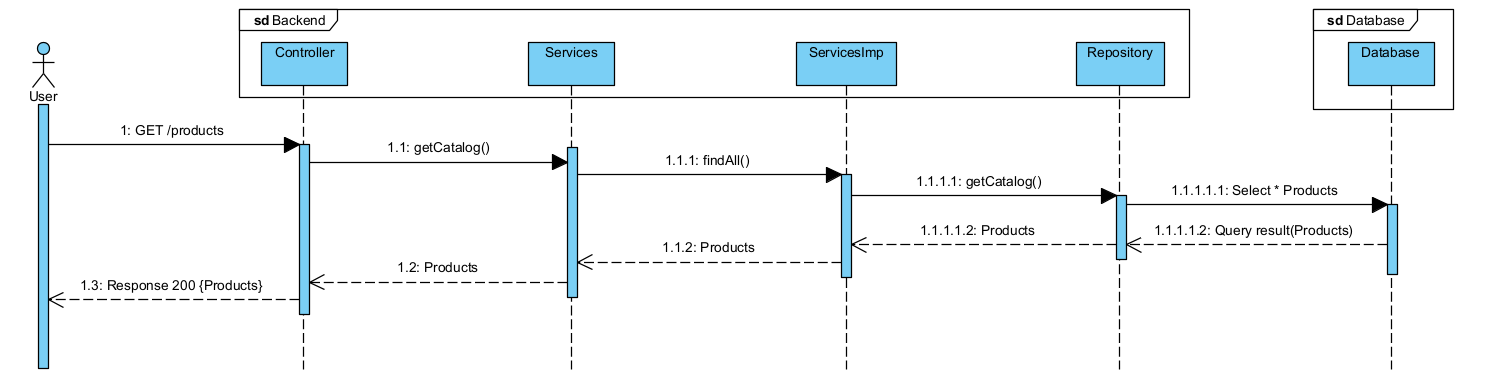 sd Backend
sd Database
Controller
Services
ServicesImp
Repository
Database
User
1: GET /products
1.1: getCatalog()
1.1.1: findAll()
1.1.1.1: getCatalog()
1.1.1.1.1: Select * Products
1.1.1.1.2: Query result(Products)
1.1.1.1.2: Products
1.1.2: Products
1.2: Products
1.3: Response 200 {Products}